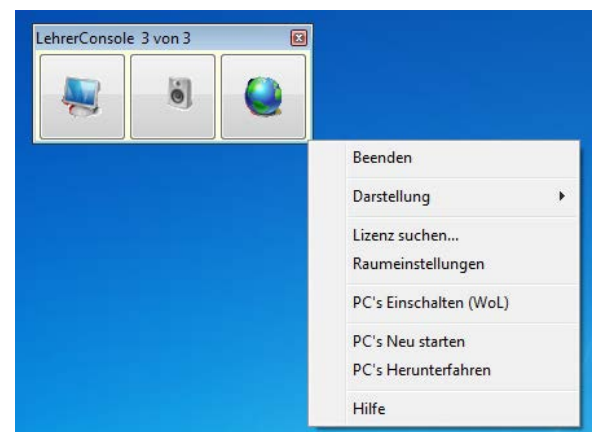 LehrerConsole 3 von 3
Beenden
Darstellung
Lizenz suchen...
Raumeinstellungen
PC's Einschalten (WoL)
PC's Neu starten
PC's Herunterfahren
Hilfe